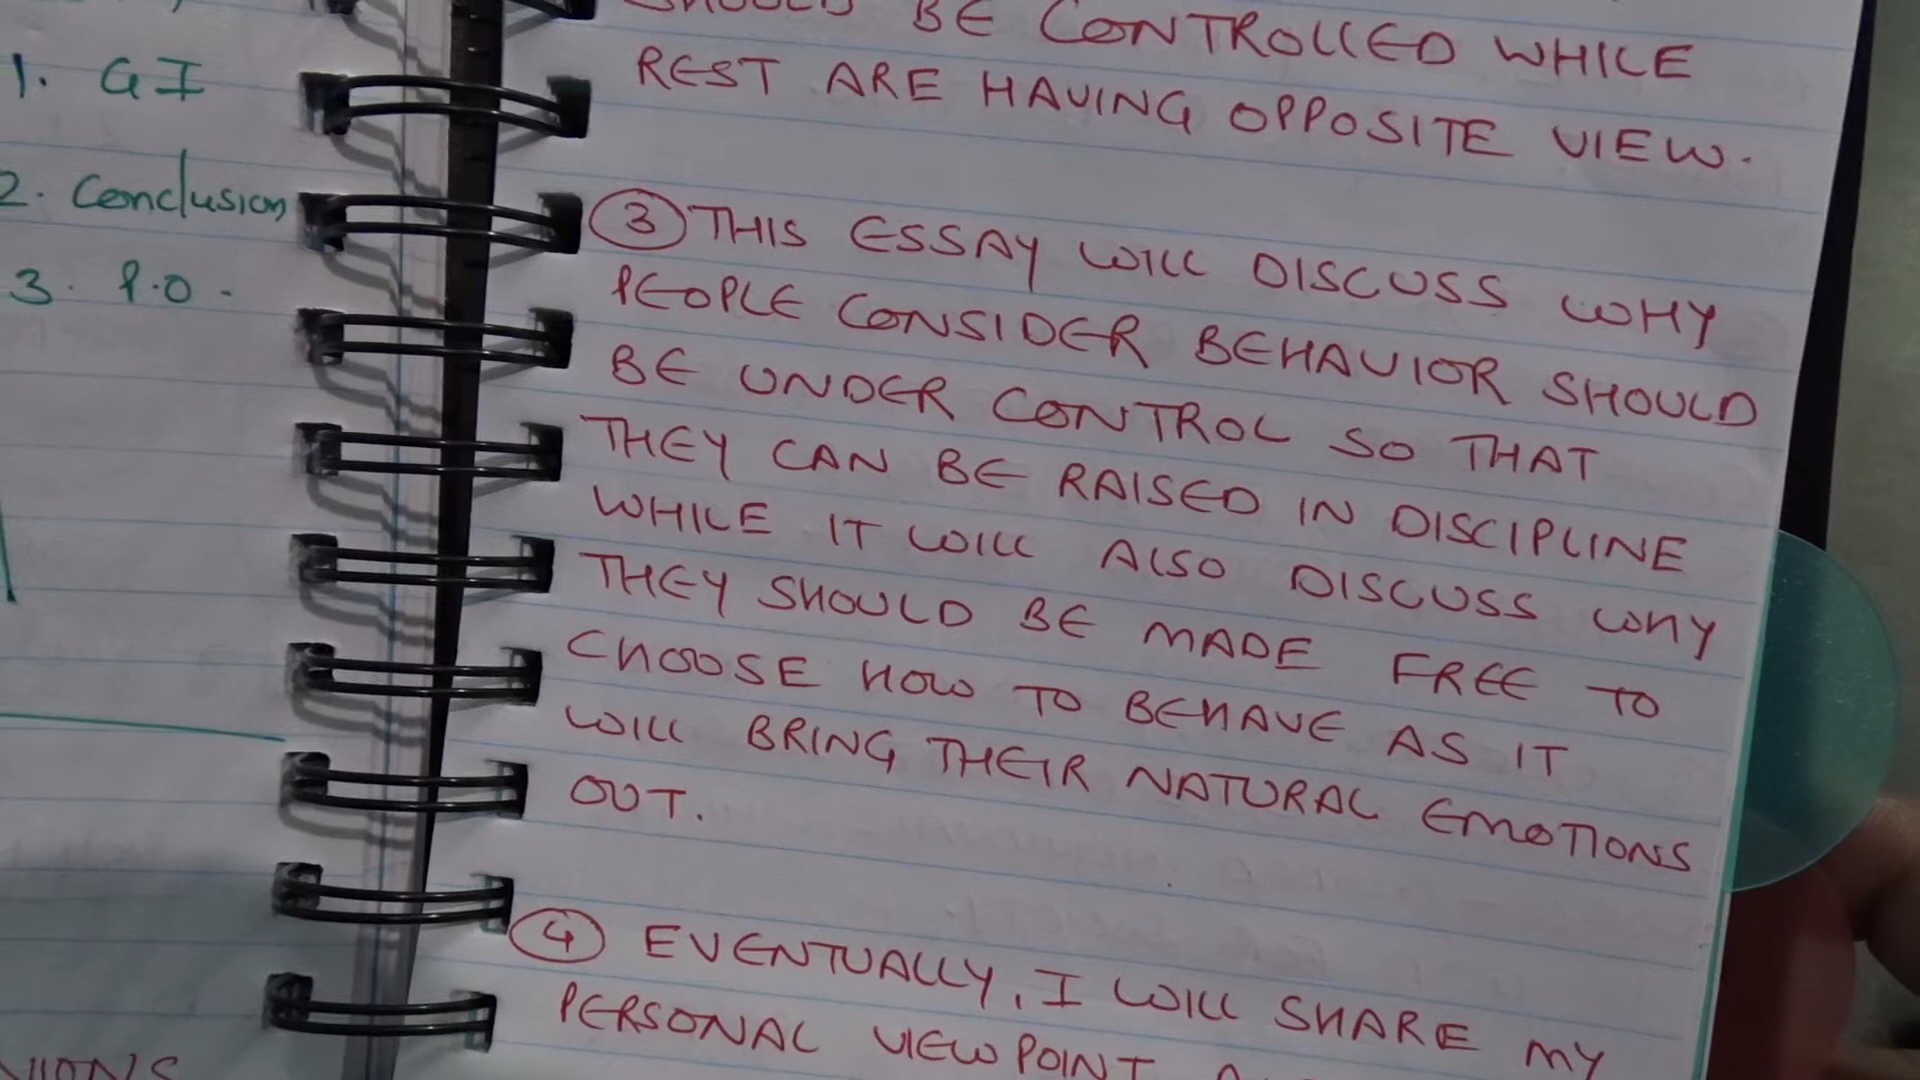 1. GI
2. Conclusion
3. P.O.
SHOULD BE CONTROLLED WHILE
REST ARE HAVING OPPOSITE VIEW.
3 THIS ESSAY WILL DISCUSS WHY
PEOPLE CONSIDER BEHAVIOR SHOULD
BE UNDER CONTROL SO THAT
THEY CAN BE RAISED IN DISCIPLINE
WHILE IT WILL ALSO DISCUSS WHY
THEY SHOULD BE MADE FREE TO
CHOOSE HOW TO BEHAVE AS IT
WILL BRING THEIR NATURAL EMOTIONS
OUT.
4 EVENTUALLY, I WILL SHARE MY
PERSONAL VIEWPOINT